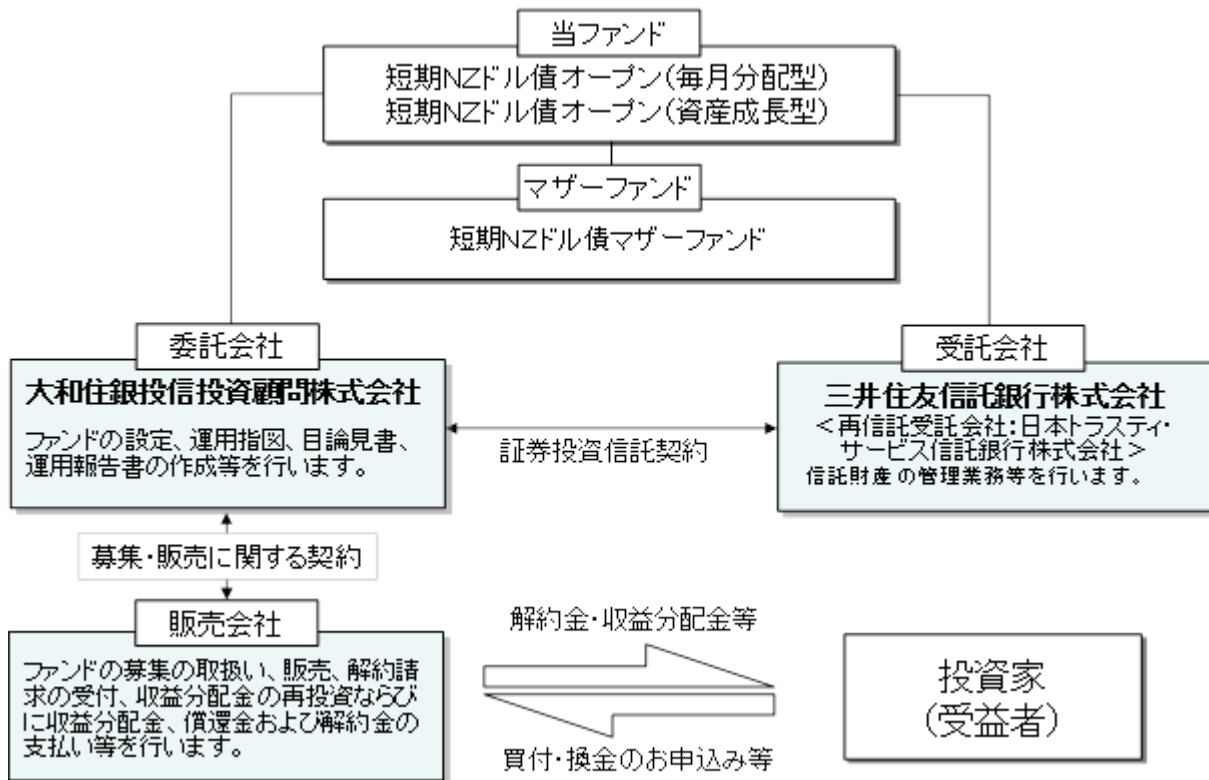 当ファンド
短期NZドル債オープン(毎月分配型)
短期NZドル債オープン(資産成長型)
マザーファンド
短期NZドル債マザーファンド
委託会社
大和住銀投信投資顧問株式会社
ファンドの設定、運用指図、目論見書、
運用報告書の作成等を行います。
証券投資信託契約
受託会社
三井住友信託銀行株式会社
<再信託受託会社:日本トラスティ・
サービス信託銀行株式会社>
信託財産の管理業務等を行います。
募集・販売に関する契約
販売会社
ファンドの募集の取扱い、販売、解約請
求の受付、収益分配金の再投資ならび
に収益分配金、償還金および解約金の
支払い等を行います。
解約金・収益分配金等
買付・換金のお申込み等
投資家
(受益者)